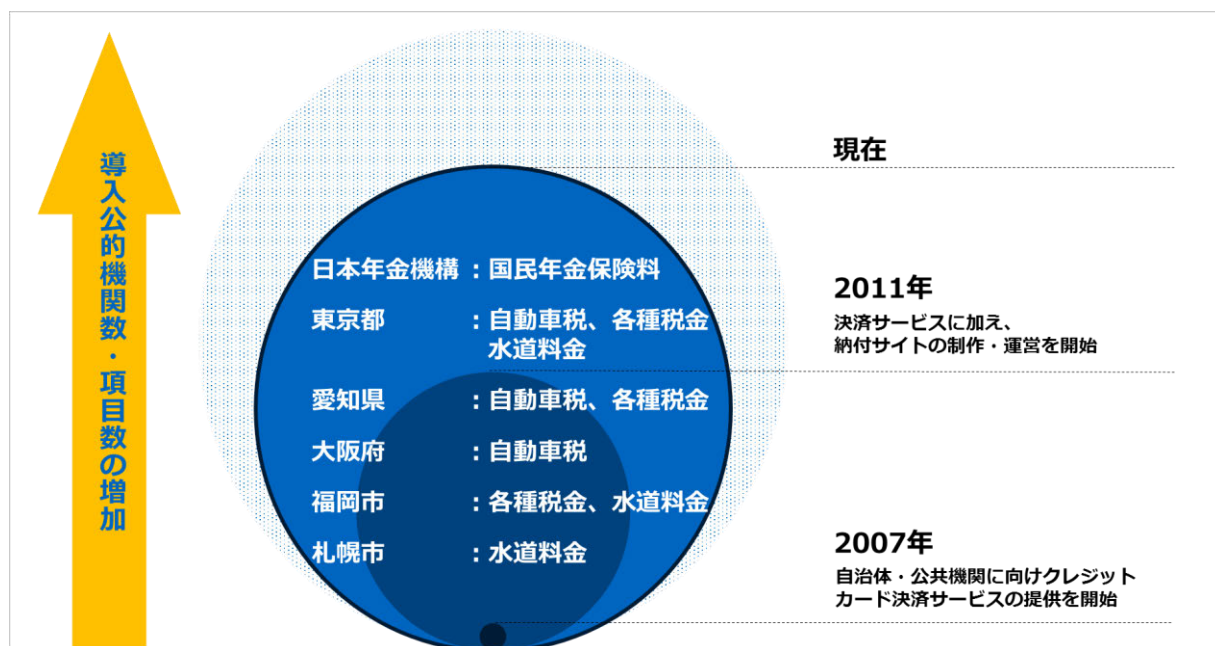 導入公的機関数・項目数の増加
日本年金機構：国民年金保険料
東京都：自動車税、各種税金
水道料金
愛知県：自動車税、各種税金
大阪府：自動車税
福岡市：各種税金、水道料金
札幌市：水道料金
現在
2011年
決済サービスに加え、
納付サイトの制作・運営を開始
2007年
自治体・公共機関に向けクレジット
カード決済サービスの提供を開始